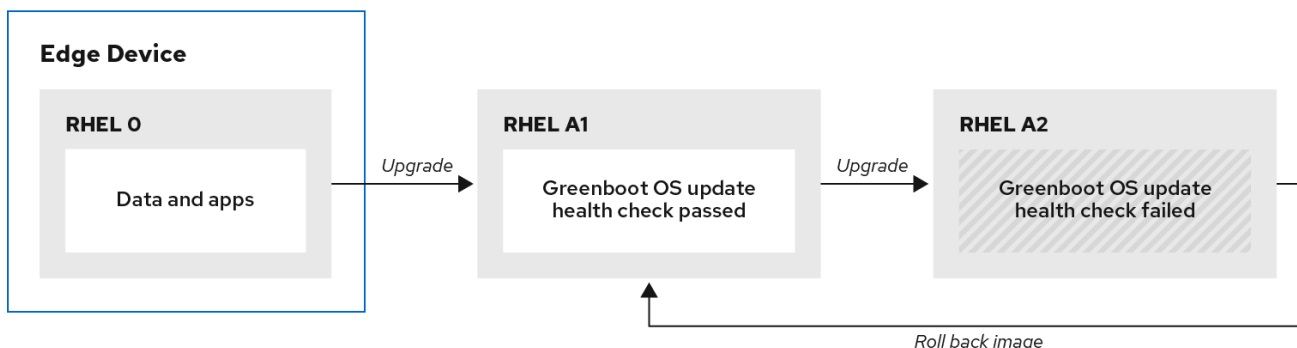 Edge Device
RHEL 0
Data and apps
Upgrade
RHEL A1
Greenboot OS update
health check passed
Upgrade
RHEL A2
Greenboot OS update
health check failed
Roll back image